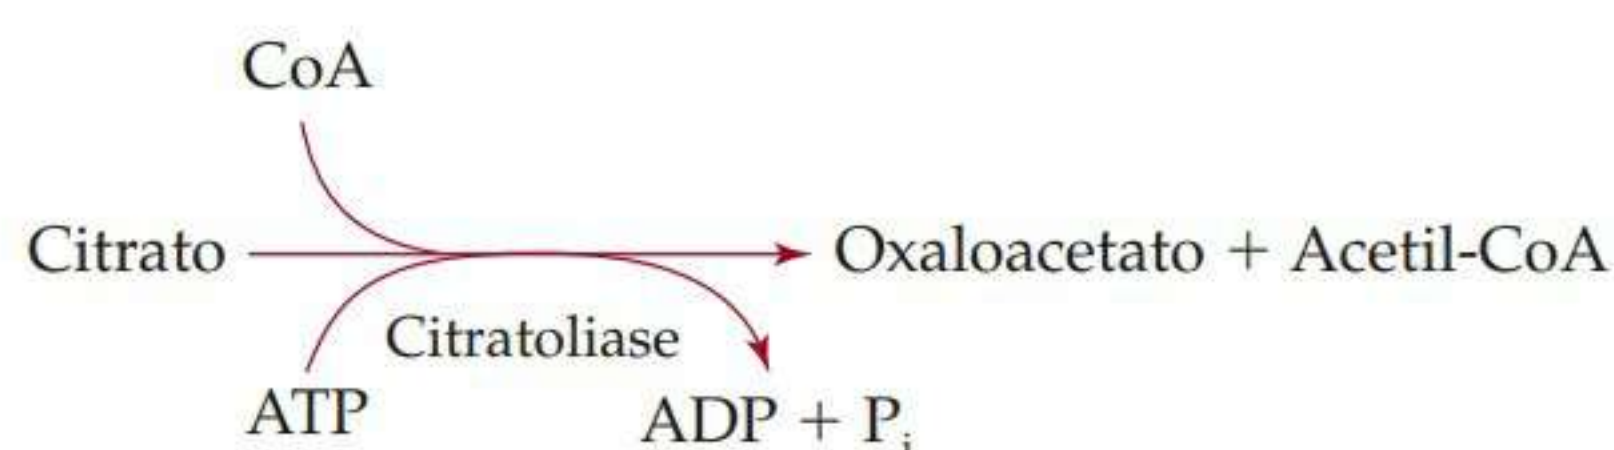 CoA
Citrato Oxaloacetato + Acetil-CoA
Citratoliase
ATP ADP + Pi